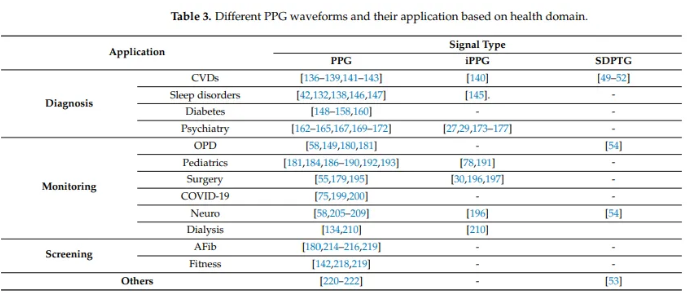 Table 3. Different PPG waveforms and their application based on health domain.
Application Signal Type
PPG iPPG SDPTG
Diagnosis
CVDs [136–139,141–143] [140] [49–52]
Sleep disorders [42,132,138,146,147] [145]. -
Diabetes [148–158,160] - -
Psychiatry [162–165,167,169–172] [27,29,173–177] -
Monitoring
OPD [58,149,180,181] - [54]
Pediatrics [181,184,186–190,192,193] [78,191] -
Surgery [55,179,195] [30,196,197] -
COVID-19 [75,199,200] - -
Neuro [58,205–209] [196] [54]
Dialysis [134,210] [210]
Screening
AFib [180,214–216,219] - -
Fitness [142,218,219] - -
Others [220–222] - [53]